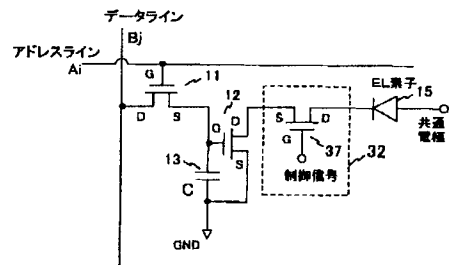 データライン
Bj
アドレスライン
Ai
G
11
D
S
12
G
D
S
13
C
GND
S
D
G
37
制御信号
32
EL素子
15
共通
電極